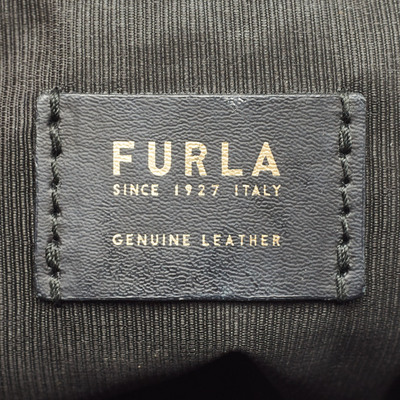 FURLA
SINCE 1927 ITALY
GENUINE LEATHER